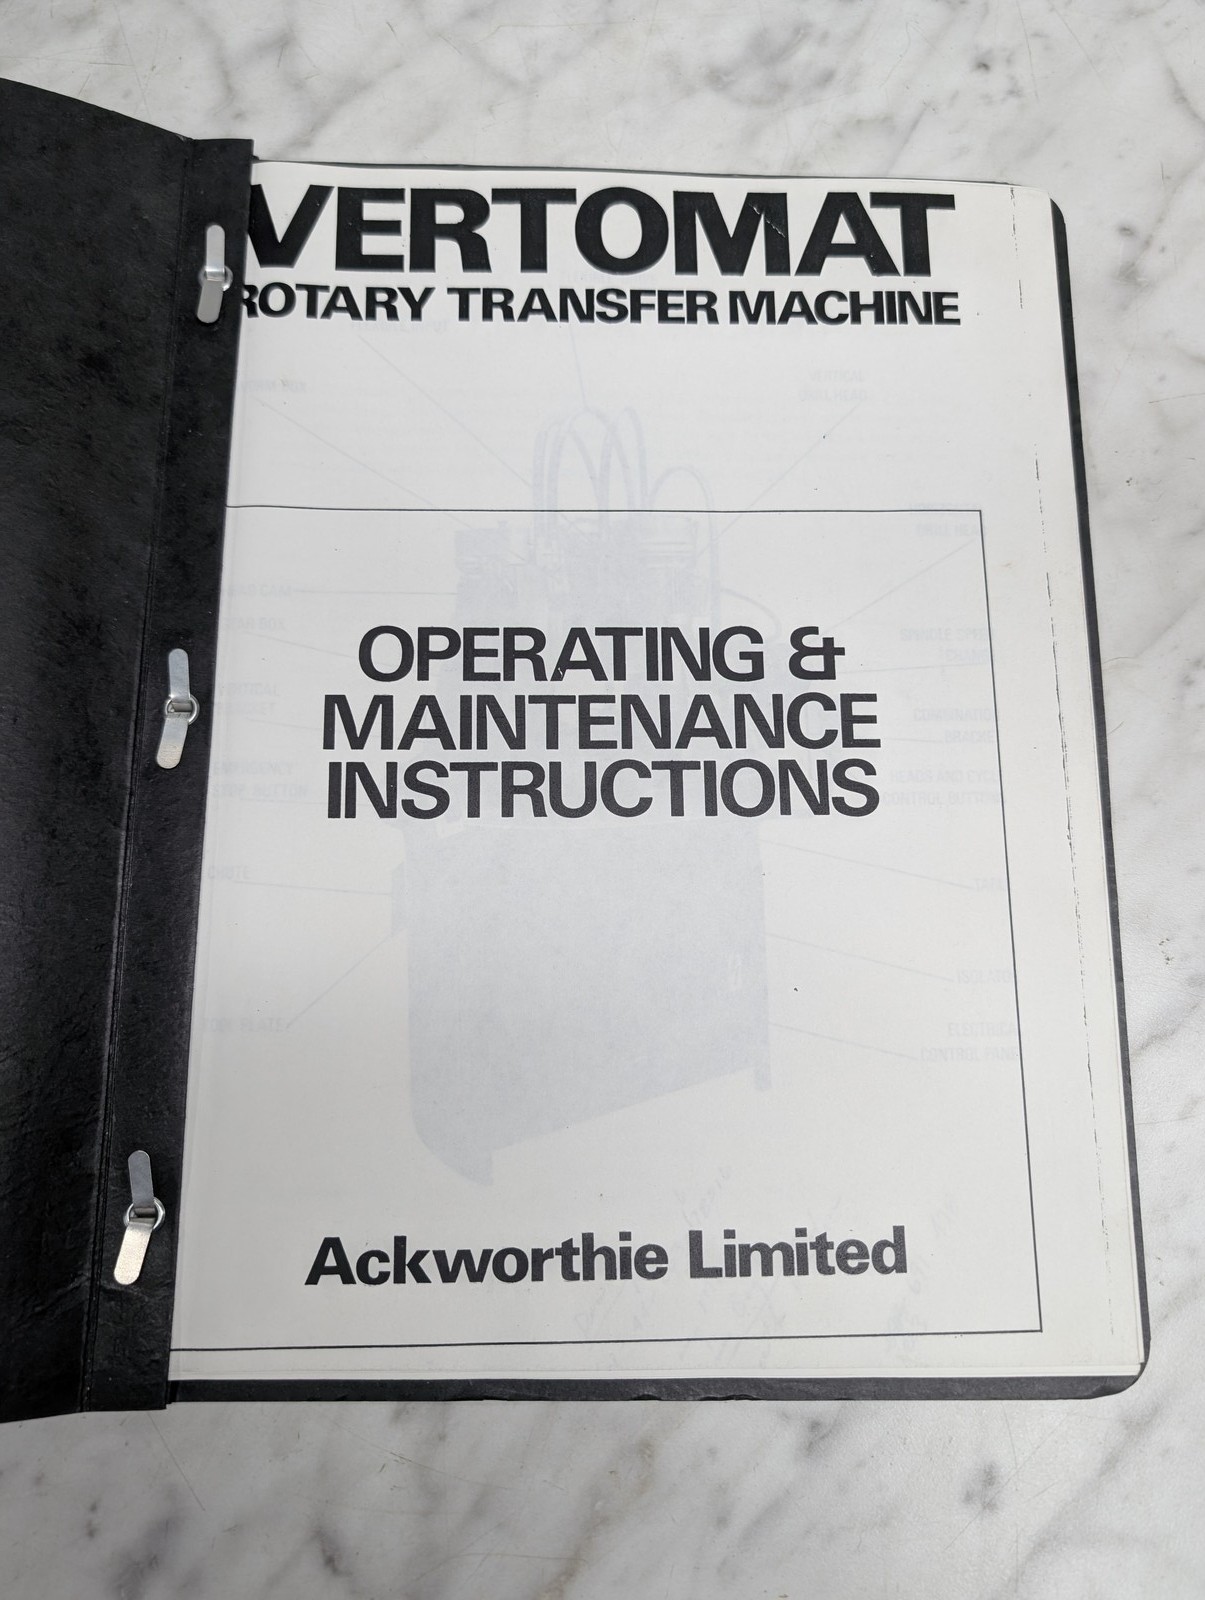 VERTOMAT
ROTARY TRANSFER MACHINE
OPERATING &
MAINTENANCE
INSTRUCTIONS
Ackworthie Limited